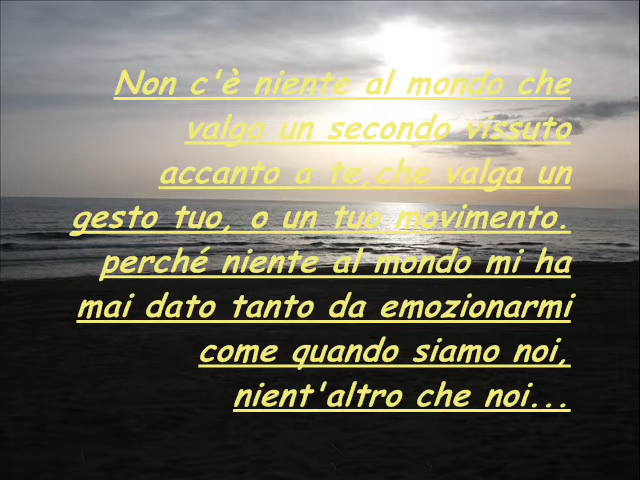 Non c'è niente al mondo che
valga un secondo vissuto
accanto a te,che valga un
gesto tuo, o un tuo movimento.
perché niente al mondo mi ha
mai dato tanto da emozionarmi
come quando siamo noi,
nient'altro che noi...